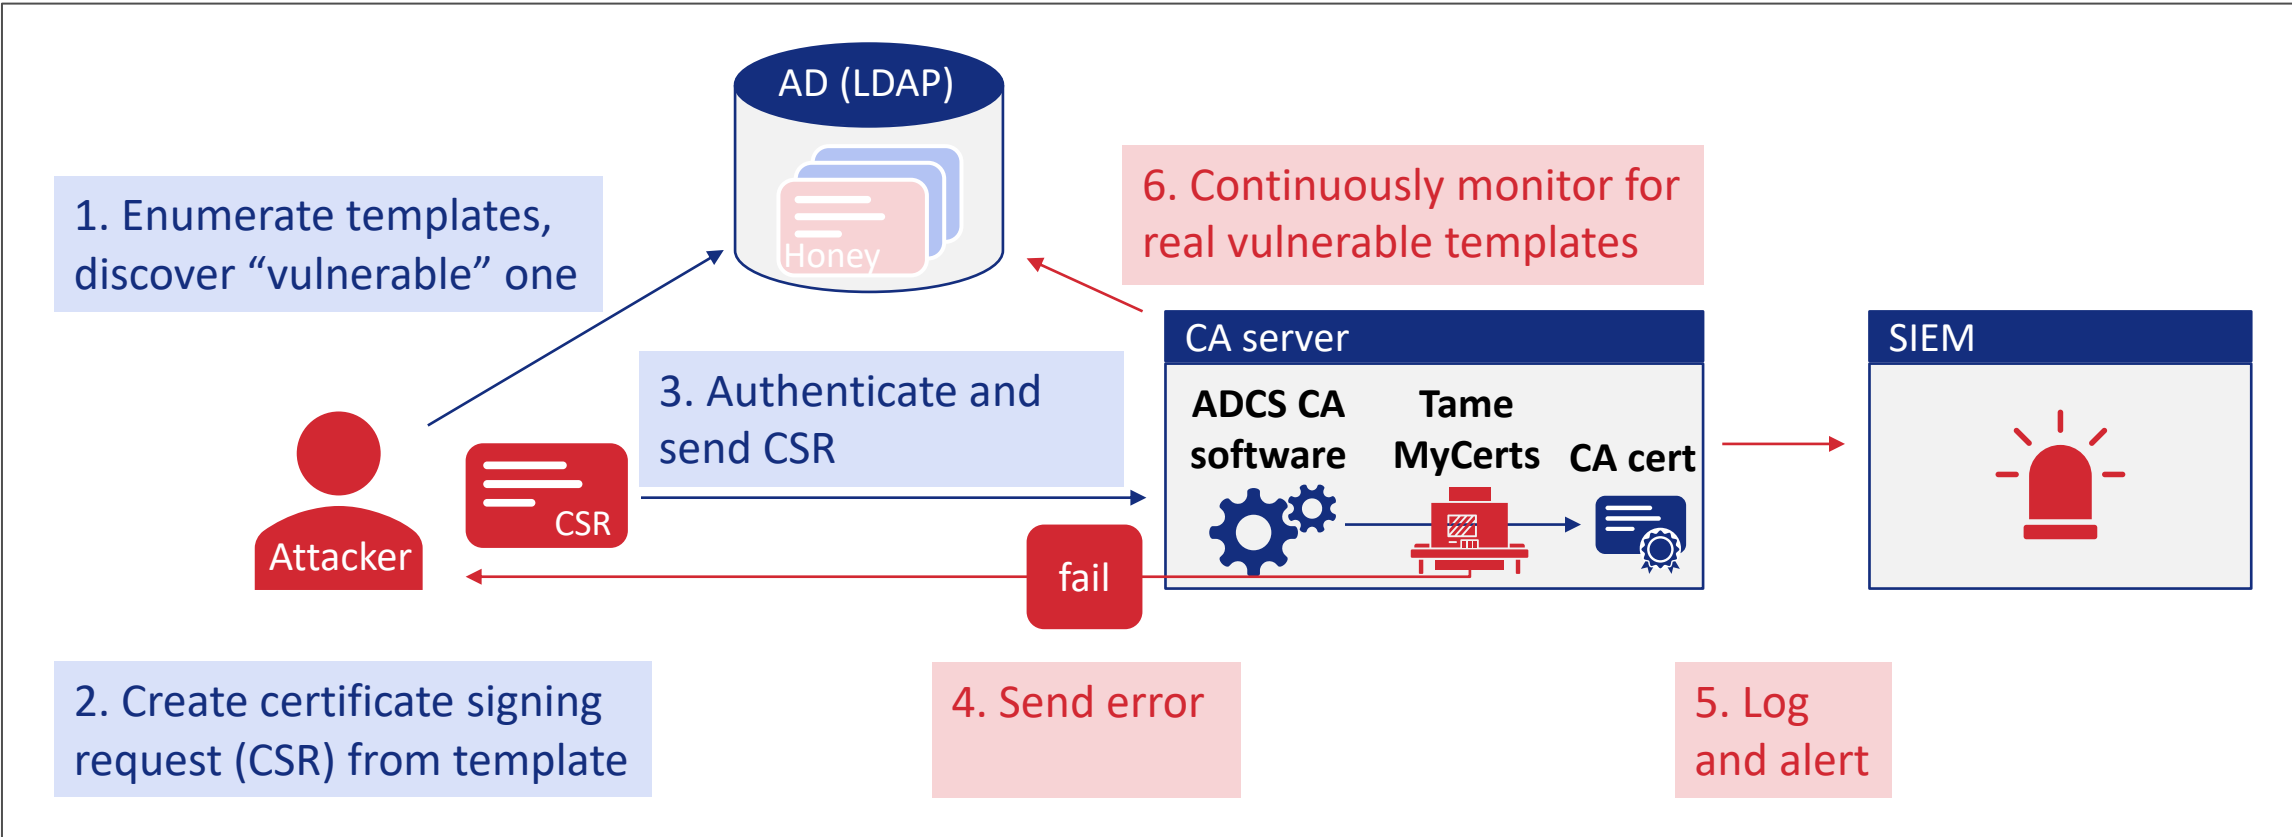 AD (LDAP)
Honey
1. Enumerate templates,
discover “vulnerable” one
6. Continuously monitor for
real vulnerable templates
3. Authenticate and
send CSR
CA server
ADCS CA
software
Tame
MyCerts
CA cert
SIEM
Attacker
CSR
fail
2. Create certificate signing
request (CSR) from template
4. Send error
5. Log
and alert